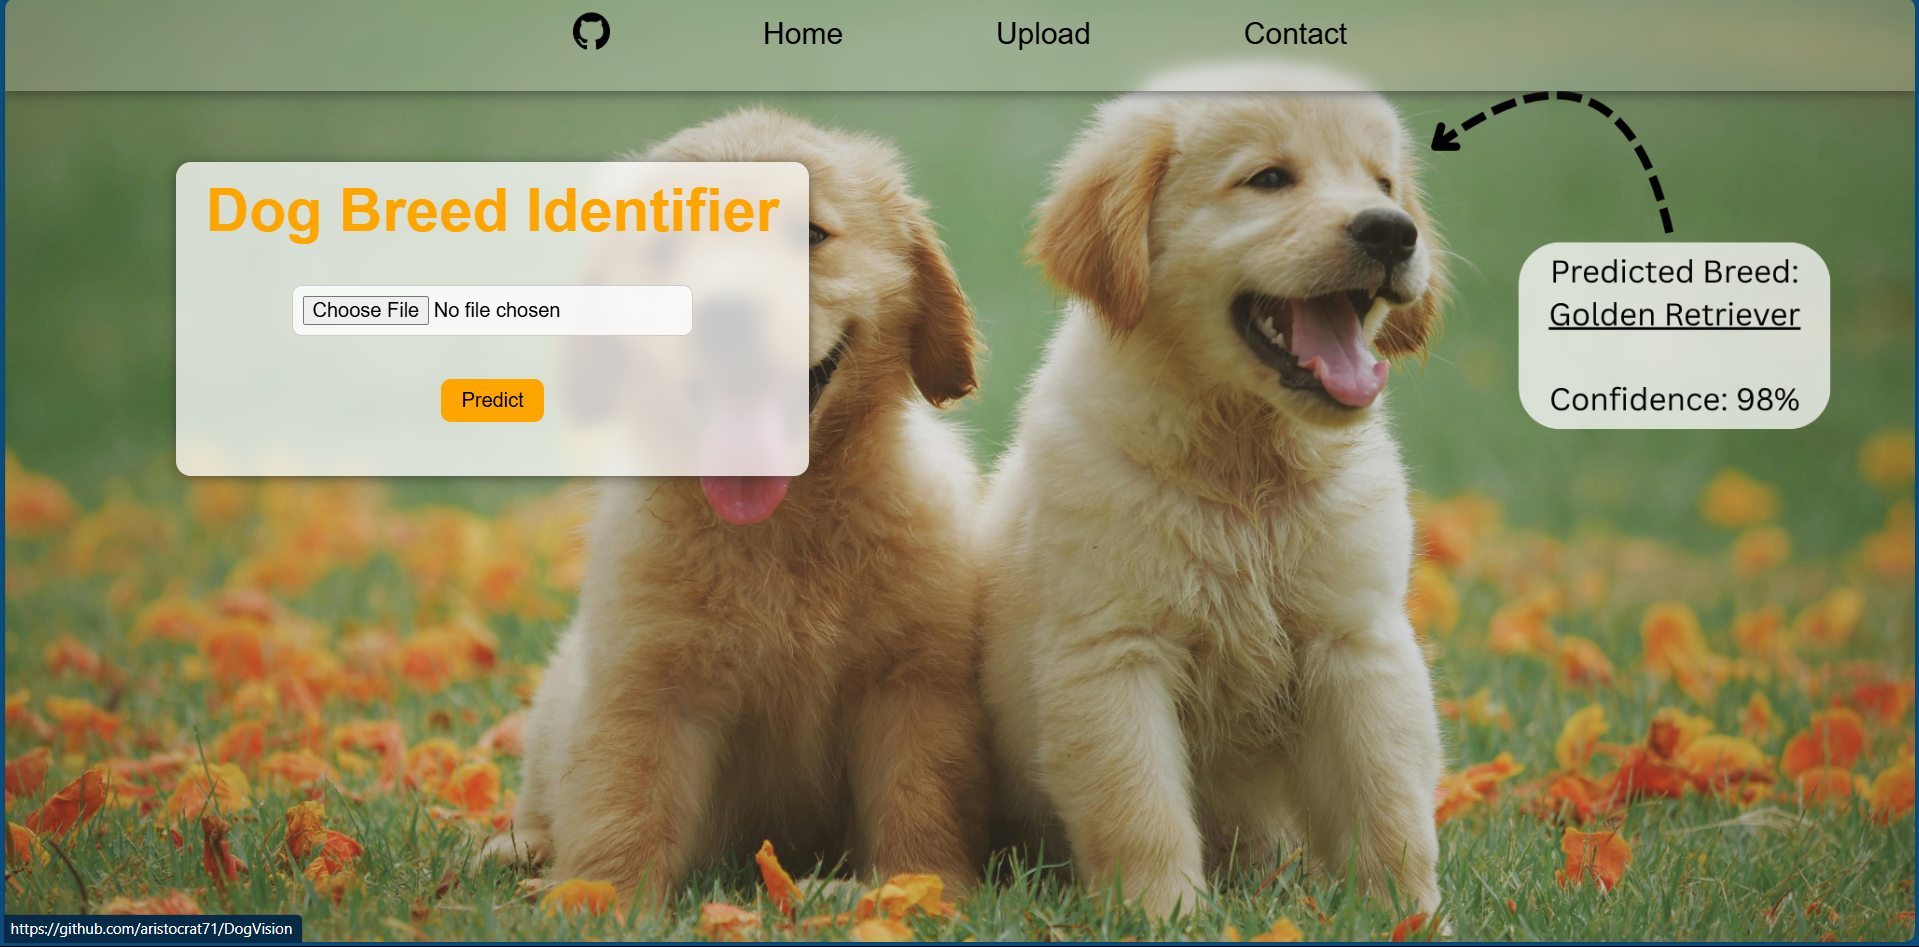 Home Upload Contact
Dog Breed Identifier
Choose File No file chosen
Predict
Predicted Breed:
Golden Retriever
Confidence: 98%
https://github.com/aristocrat71/DogVision